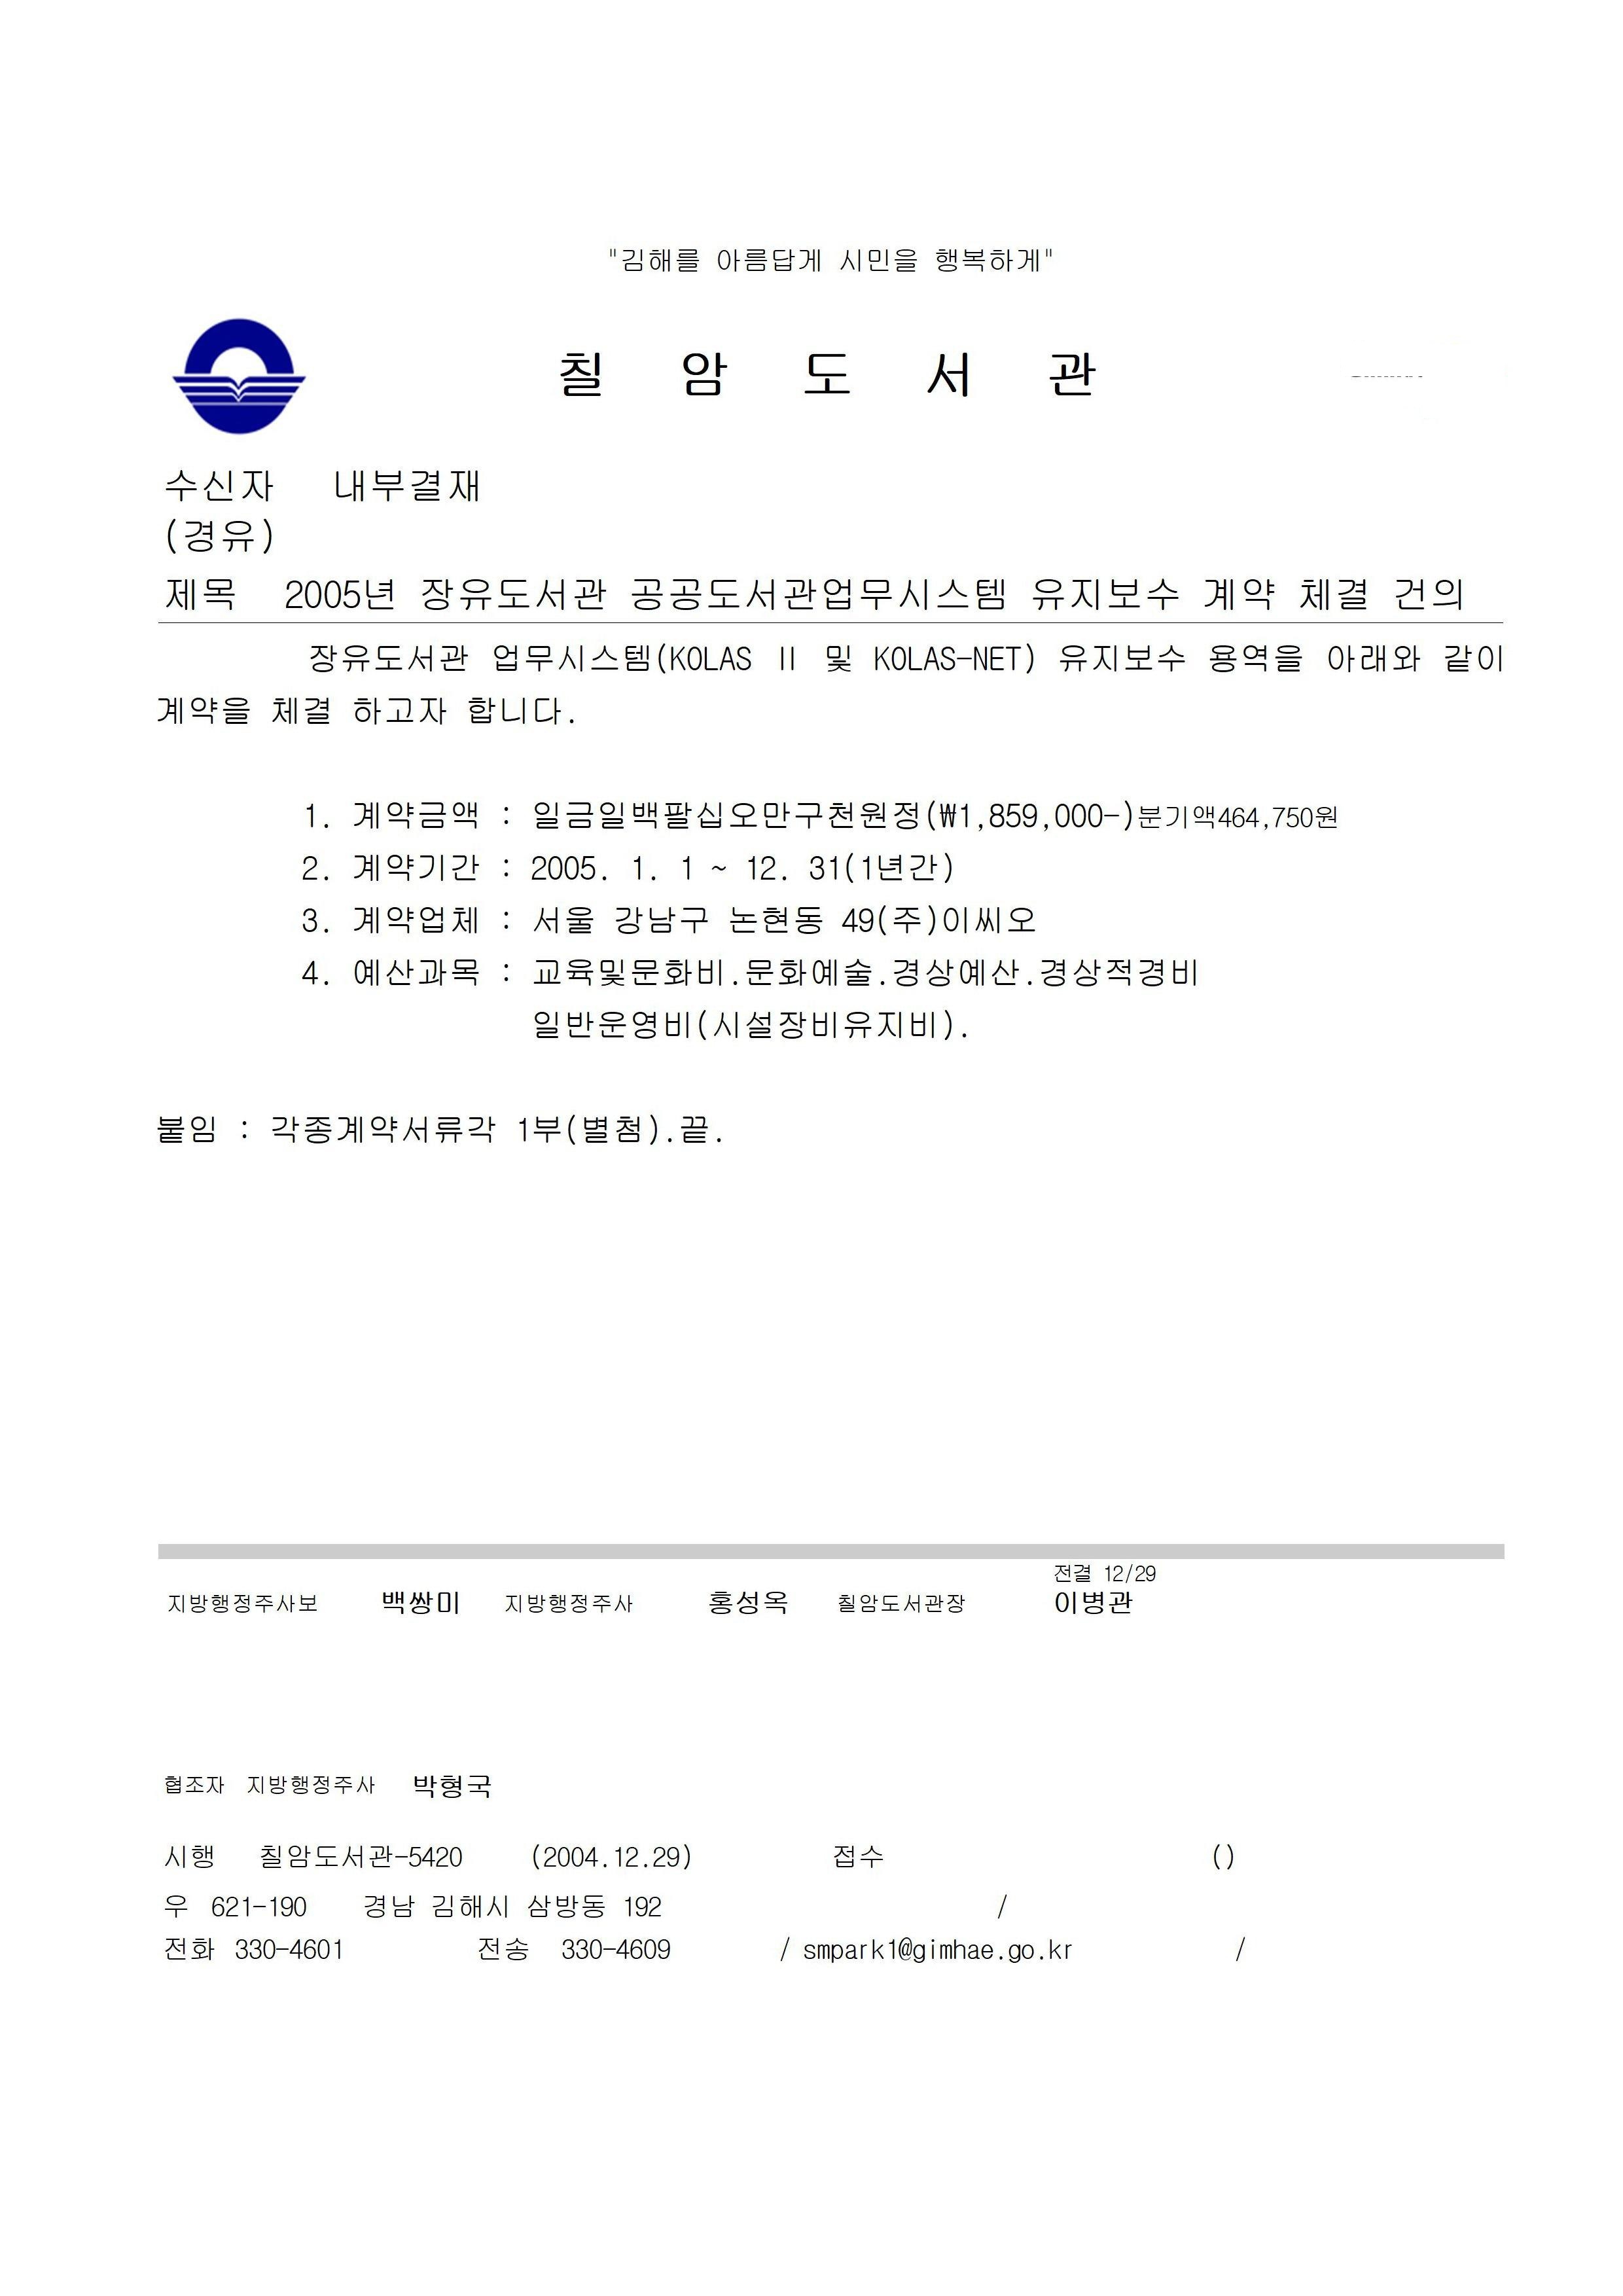 "김해를 아름답게 시민을 행복하게"
칠 암 도 서 관
수신자 내부결재
(경유)
제목 2005년 장유도서관 공공도서관업무시스템 유지보수 계약 체결 건의
장유도서관 업무시스템(KOLAS II 및 KOLAS-NET) 유지보수 용역을 아래와 같이
계약을 체결 하고자 합니다.
1. 계약금액 : 일금일백팔십오만구천원정(₩1,859,000-)분기액464,750원
2. 계약기간 : 2005. 1. 1 ~ 12. 31(1년간)
3. 계약업체 : 서울 강남구 논현동 49(주)이씨오
4. 예산과목 : 교육및문화비.문화예술.경상예산.경상적경비
일반운영비(시설장비유지비).
붙임 : 각종계약서류각 1부(별첨).끝.
전결 12/29
지방행정주사보 백쌍미 지방행정주사 홍성옥 칠암도서관장 이병관
협조자 지방행정주사 박형국
시행 칠암도서관-5420 (2004.12.29) 접수 ()
우 621-190 경남 김해시 삼방동 192 /
전화 330-4601 전송 330-4609 / smpark1@gimhae.go.kr /